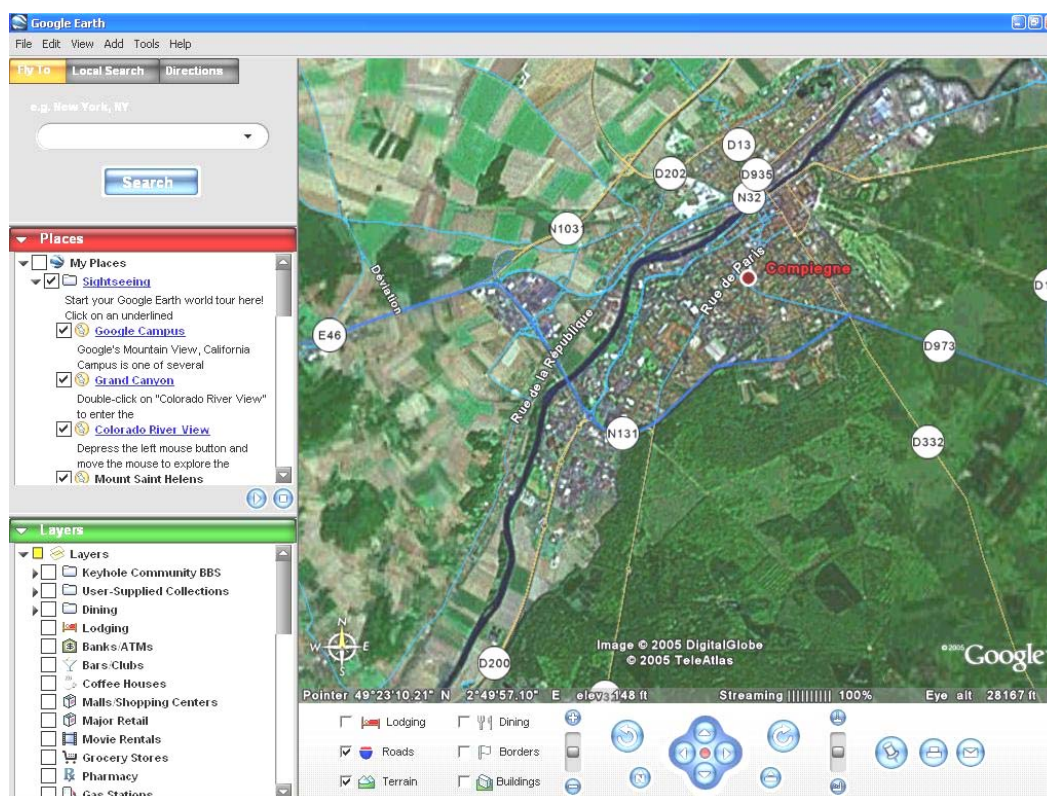 Google Earth
File Edit View Add Tools Help
Fly To Local Search Directions
e.g. New York, NY
Search
Places
My Places
Sightseeing
Start your Google Earth world tour here!
Click on an underlined
Google Campus
Google's Mountain View, California
Campus is one of several
Grand Canyon
Double-click on "Colorado River View"
to enter the
Colorado River View
Depress the left mouse button and
move the mouse to explore the
Mount Saint Helens
Layers
Layers
Keyhole Community BBS
User-Supplied Collections
Dining
Lodging
Banks/ATMs
Bars/Clubs
Coffee Houses
Malls/Shopping Centers
Major Retail
Movie Rentals
Grocery Stores
Pharmacy
Gas Stations
D13
D202
D935
N32
N1031
Déviation
Rue de Paris
Compiegne
E46
Rue de la République
D973
N131
D332
D200
N
W E
S
Image © 2005 DigitalGlobe
© 2005 TeleAtlas
© 2005 Google
Pointer 49°23'10.21" N 2°49'57.10" E elev 148 ft Streaming |||||||||| 100% Eye alt 28167 ft
Lodging Dining
Roads Borders
Terrain Buildings
N